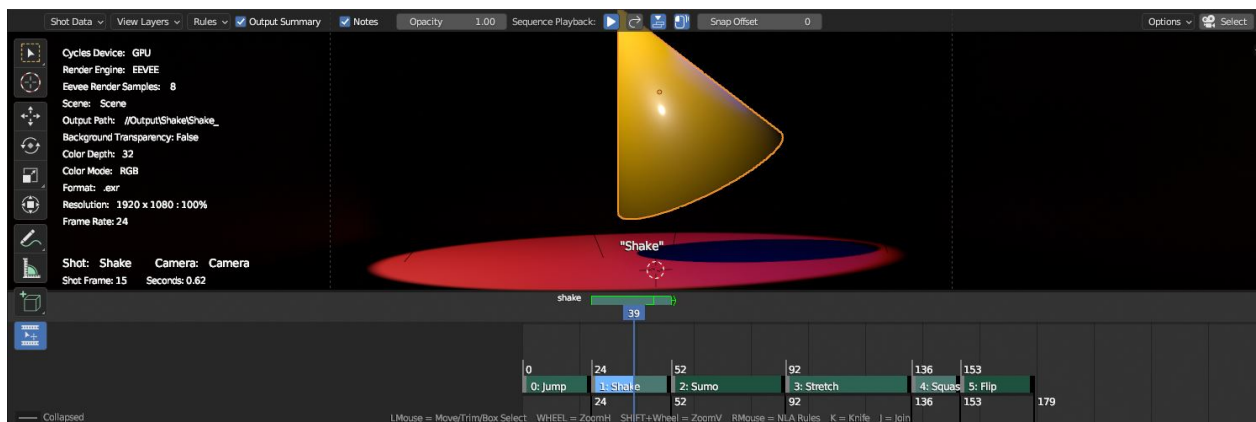 Shot Data View Layers Rules Output Summary Notes Opacity 1.00 Sequence Playback: Snap Offset 0 Options Select
Cycles Device: GPU
Render Engine: EEVEE
Eevee Render Samples: 8
Scene: Scene
Output Path: //Output\Shake\Shake_
Background Transparency: False
Color Depth: 32
Color Mode: RGB
Format: .exr
Resolution: 1920 x 1080 : 100%
Frame Rate: 24
"Shake"
Shot: Shake Camera: Camera
Shot Frame: 15 Seconds: 0.62
shake
39
0 24 52 92 136 153
0: Jump 1: Shake 2: Sumo 3: Stretch 4: Squas 5: Flip
24 52 92 136 153 179
Collapsed LMouse = Move/Trim/Box Select WHEEL = ZoomH SHIFT+Wheel = ZoomV RMouse = NLA Rules K = Knife J = Join